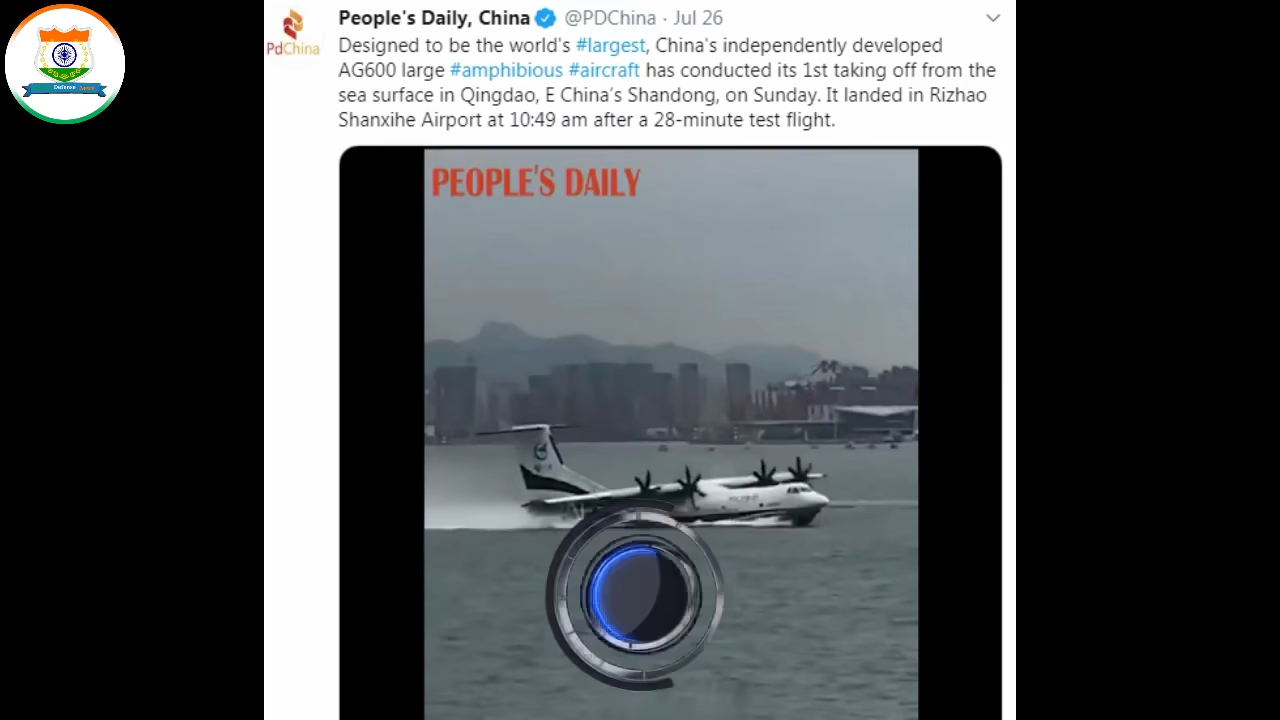 People's Daily, China @PDChina · Jul 26
PdChina
Designed to be the world's #largest, China's independently developed
AG600 large #amphibious #aircraft has conducted its 1st taking off from the
sea surface in Qingdao, E China's Shandong, on Sunday. It landed in Rizhao
Shanxihe Airport at 10:49 am after a 28-minute test flight.
PEOPLE'S DAILY
Defense